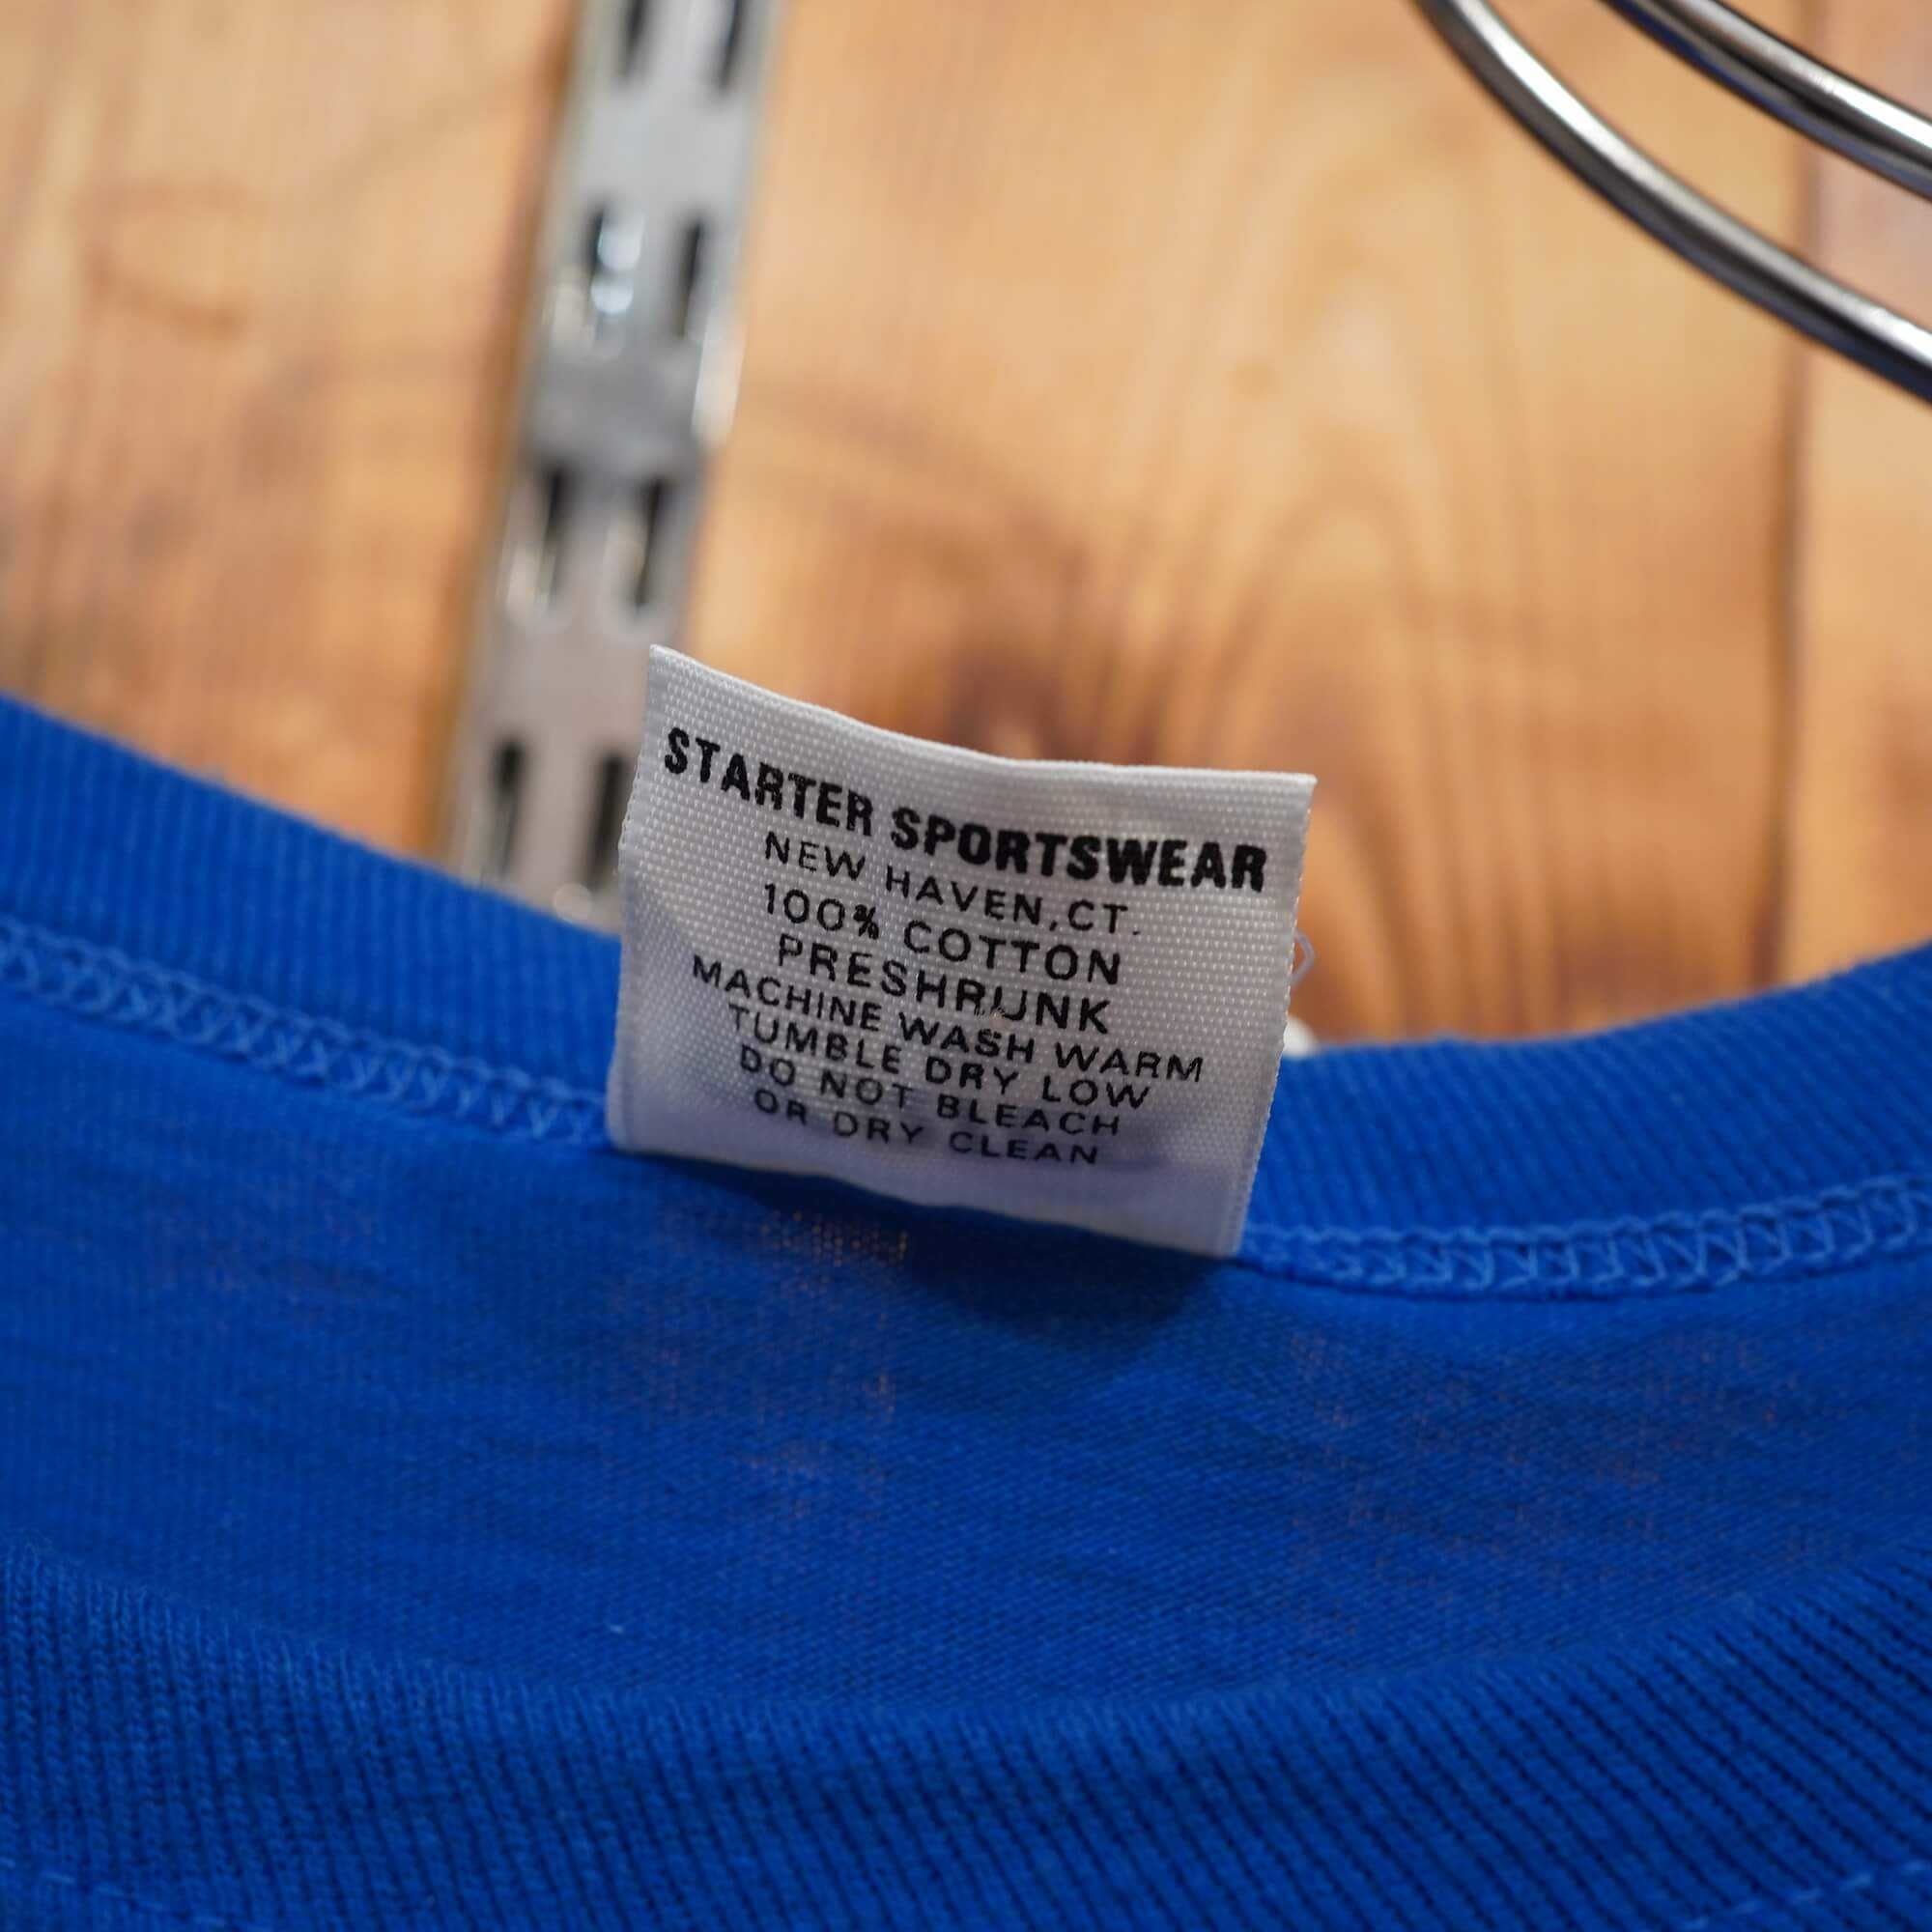 STARTER SPORTSWEAR
NEW HAVEN,CT.
100% COTTON
PRESHRUNK
MACHINE WASH WARM
TUMBLE DRY LOW
DO NOT BLEACH
OR DRY CLEAN